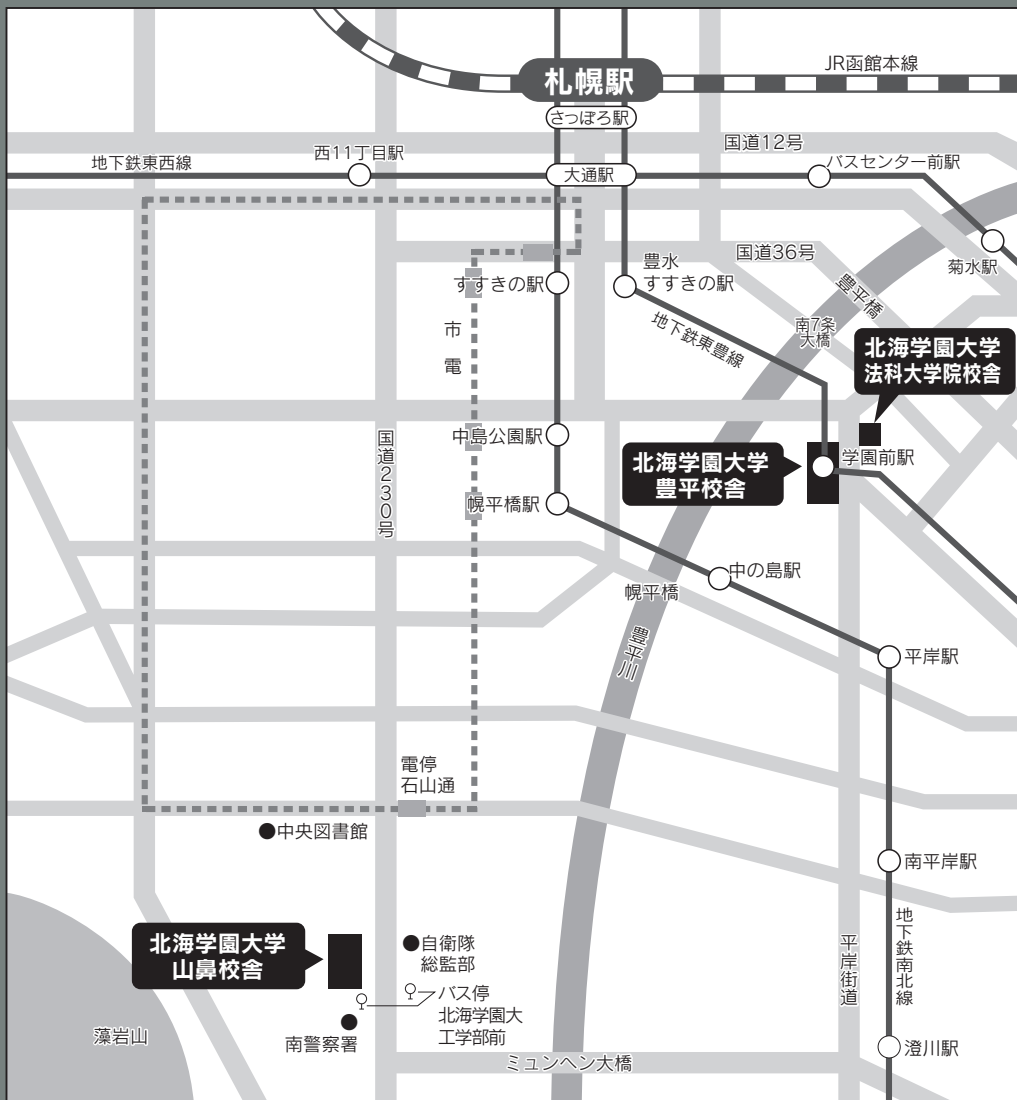 JR函館本線
札幌駅
さっぽろ駅
国道12号
地下鉄東西線
西11丁目駅
大通駅
バスセンター前駅
国道36号
菊水駅
すすきの駅
豊水
すすきの駅
豊平橋
市電
地下鉄東豊線
南7条
大橋
北海学園大学
法科大学院校舎
国道230号
中島公園駅
北海学園大学
豊平校舎
学園前駅
幌平橋駅
中の島駅
幌平橋
豊平川
平岸駅
電停
石山通
中央図書館
南平岸駅
北海学園大学
山鼻校舎
自衛隊
総監部
平岸街道
地下鉄南北線
バス停
北海学園大
工学部前
南警察署
藻岩山
ミュンヘン大橋
澄川駅